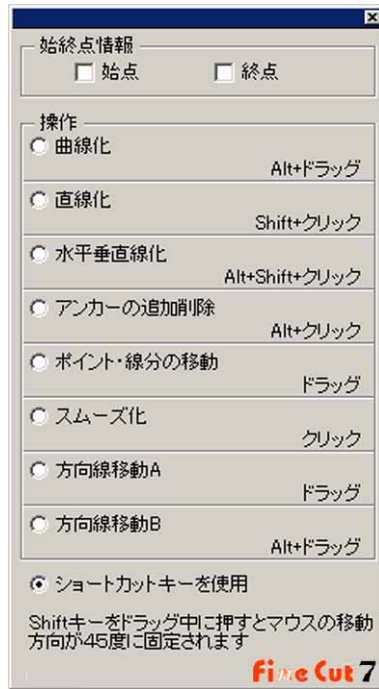 始終点情報
始点 終点
操作
曲線化
Alt+ドラッグ
直線化
Shift+クリック
水平垂直線化
Alt+Shift+クリック
アンカーの追加削除
Alt+クリック
ポイント・線分の移動
ドラッグ
スムーズ化
クリック
方向線移動A
ドラッグ
方向線移動B
Alt+ドラッグ
ショートカットキーを使用
Shiftキーをドラッグ中に押すとマウスの移動
方向が45度に固定されます
Fine Cut 7